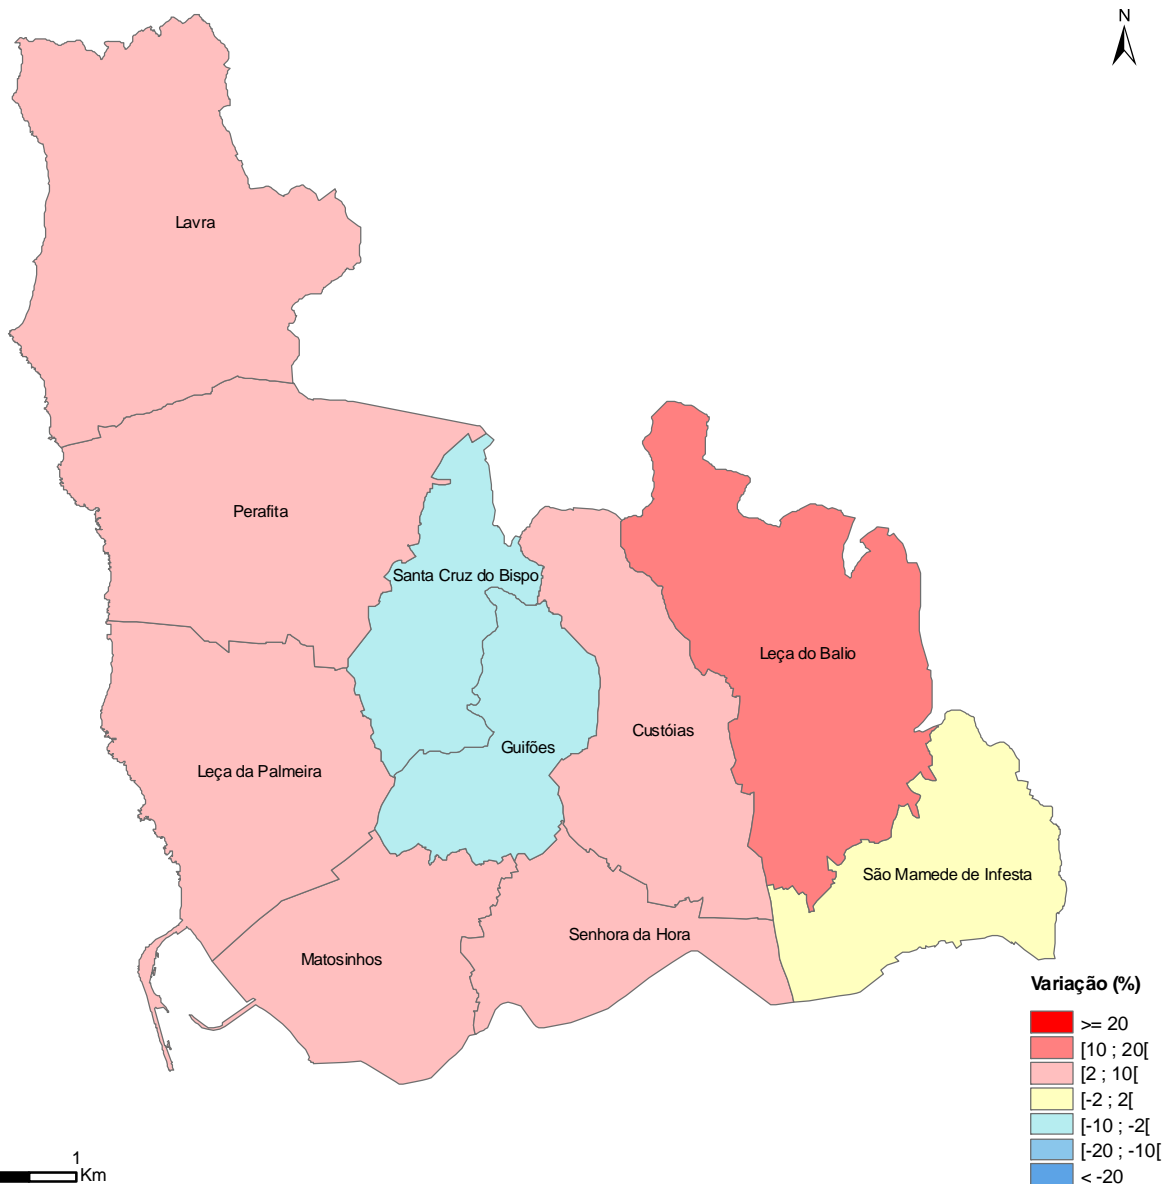 N
Lavra
Perafita
Santa Cruz do Bispo
Leça do Balio
Custóias
Guifões
Leça da Palmeira
São Mamede de Infesta
Senhora da Hora
Matosinhos
Variação (%)
>= 20
[10 ; 20[
[2 ; 10[
[-2 ; 2[
[-10 ; -2[
[-20 ; -10[
< -20
1
Km